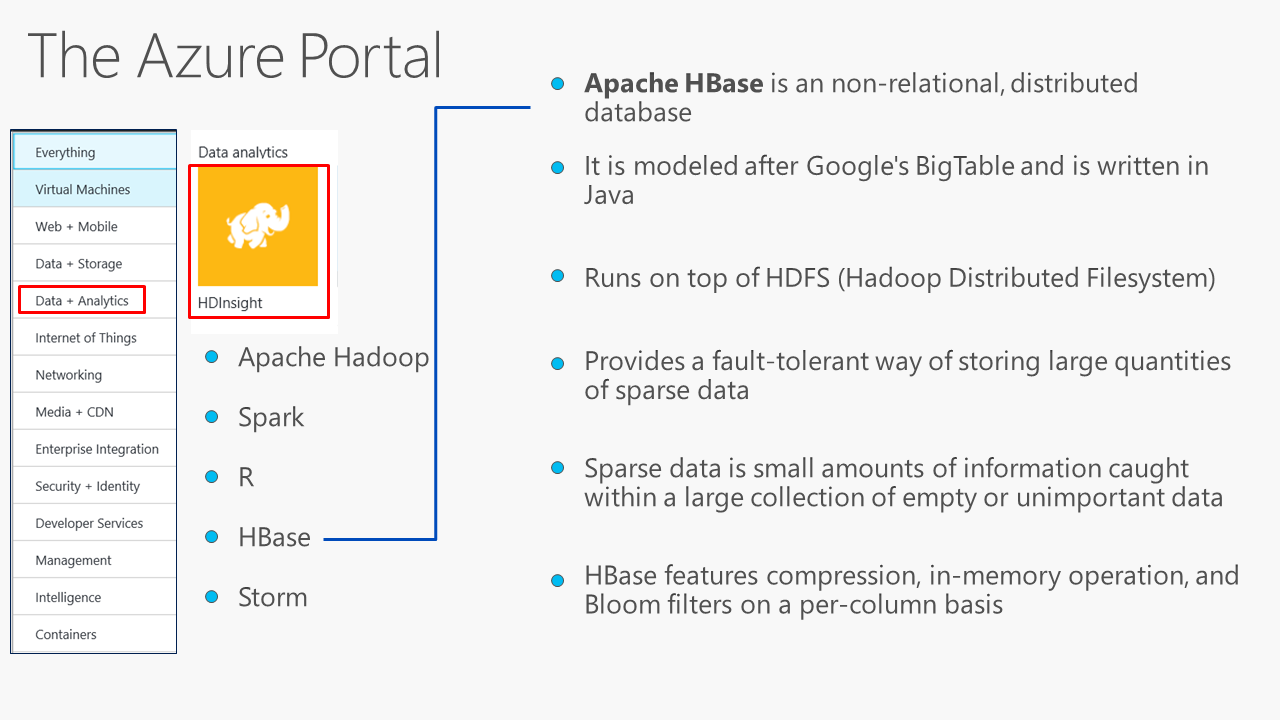 The Azure Portal
Everything
Virtual Machines
Web + Mobile
Data + Storage
Data + Analytics
Internet of Things
Networking
Media + CDN
Enterprise Integration
Security + Identity
Developer Services
Management
Intelligence
Containers
Data analytics
HDInsight
Apache Hadoop
Spark
R
HBase
Storm
Apache HBase is an non-relational, distributed
database
It is modeled after Google's BigTable and is written in
Java
Runs on top of HDFS (Hadoop Distributed Filesystem)
Provides a fault-tolerant way of storing large quantities
of sparse data
Sparse data is small amounts of information caught
within a large collection of empty or unimportant data
HBase features compression, in-memory operation, and
Bloom filters on a per-column basis